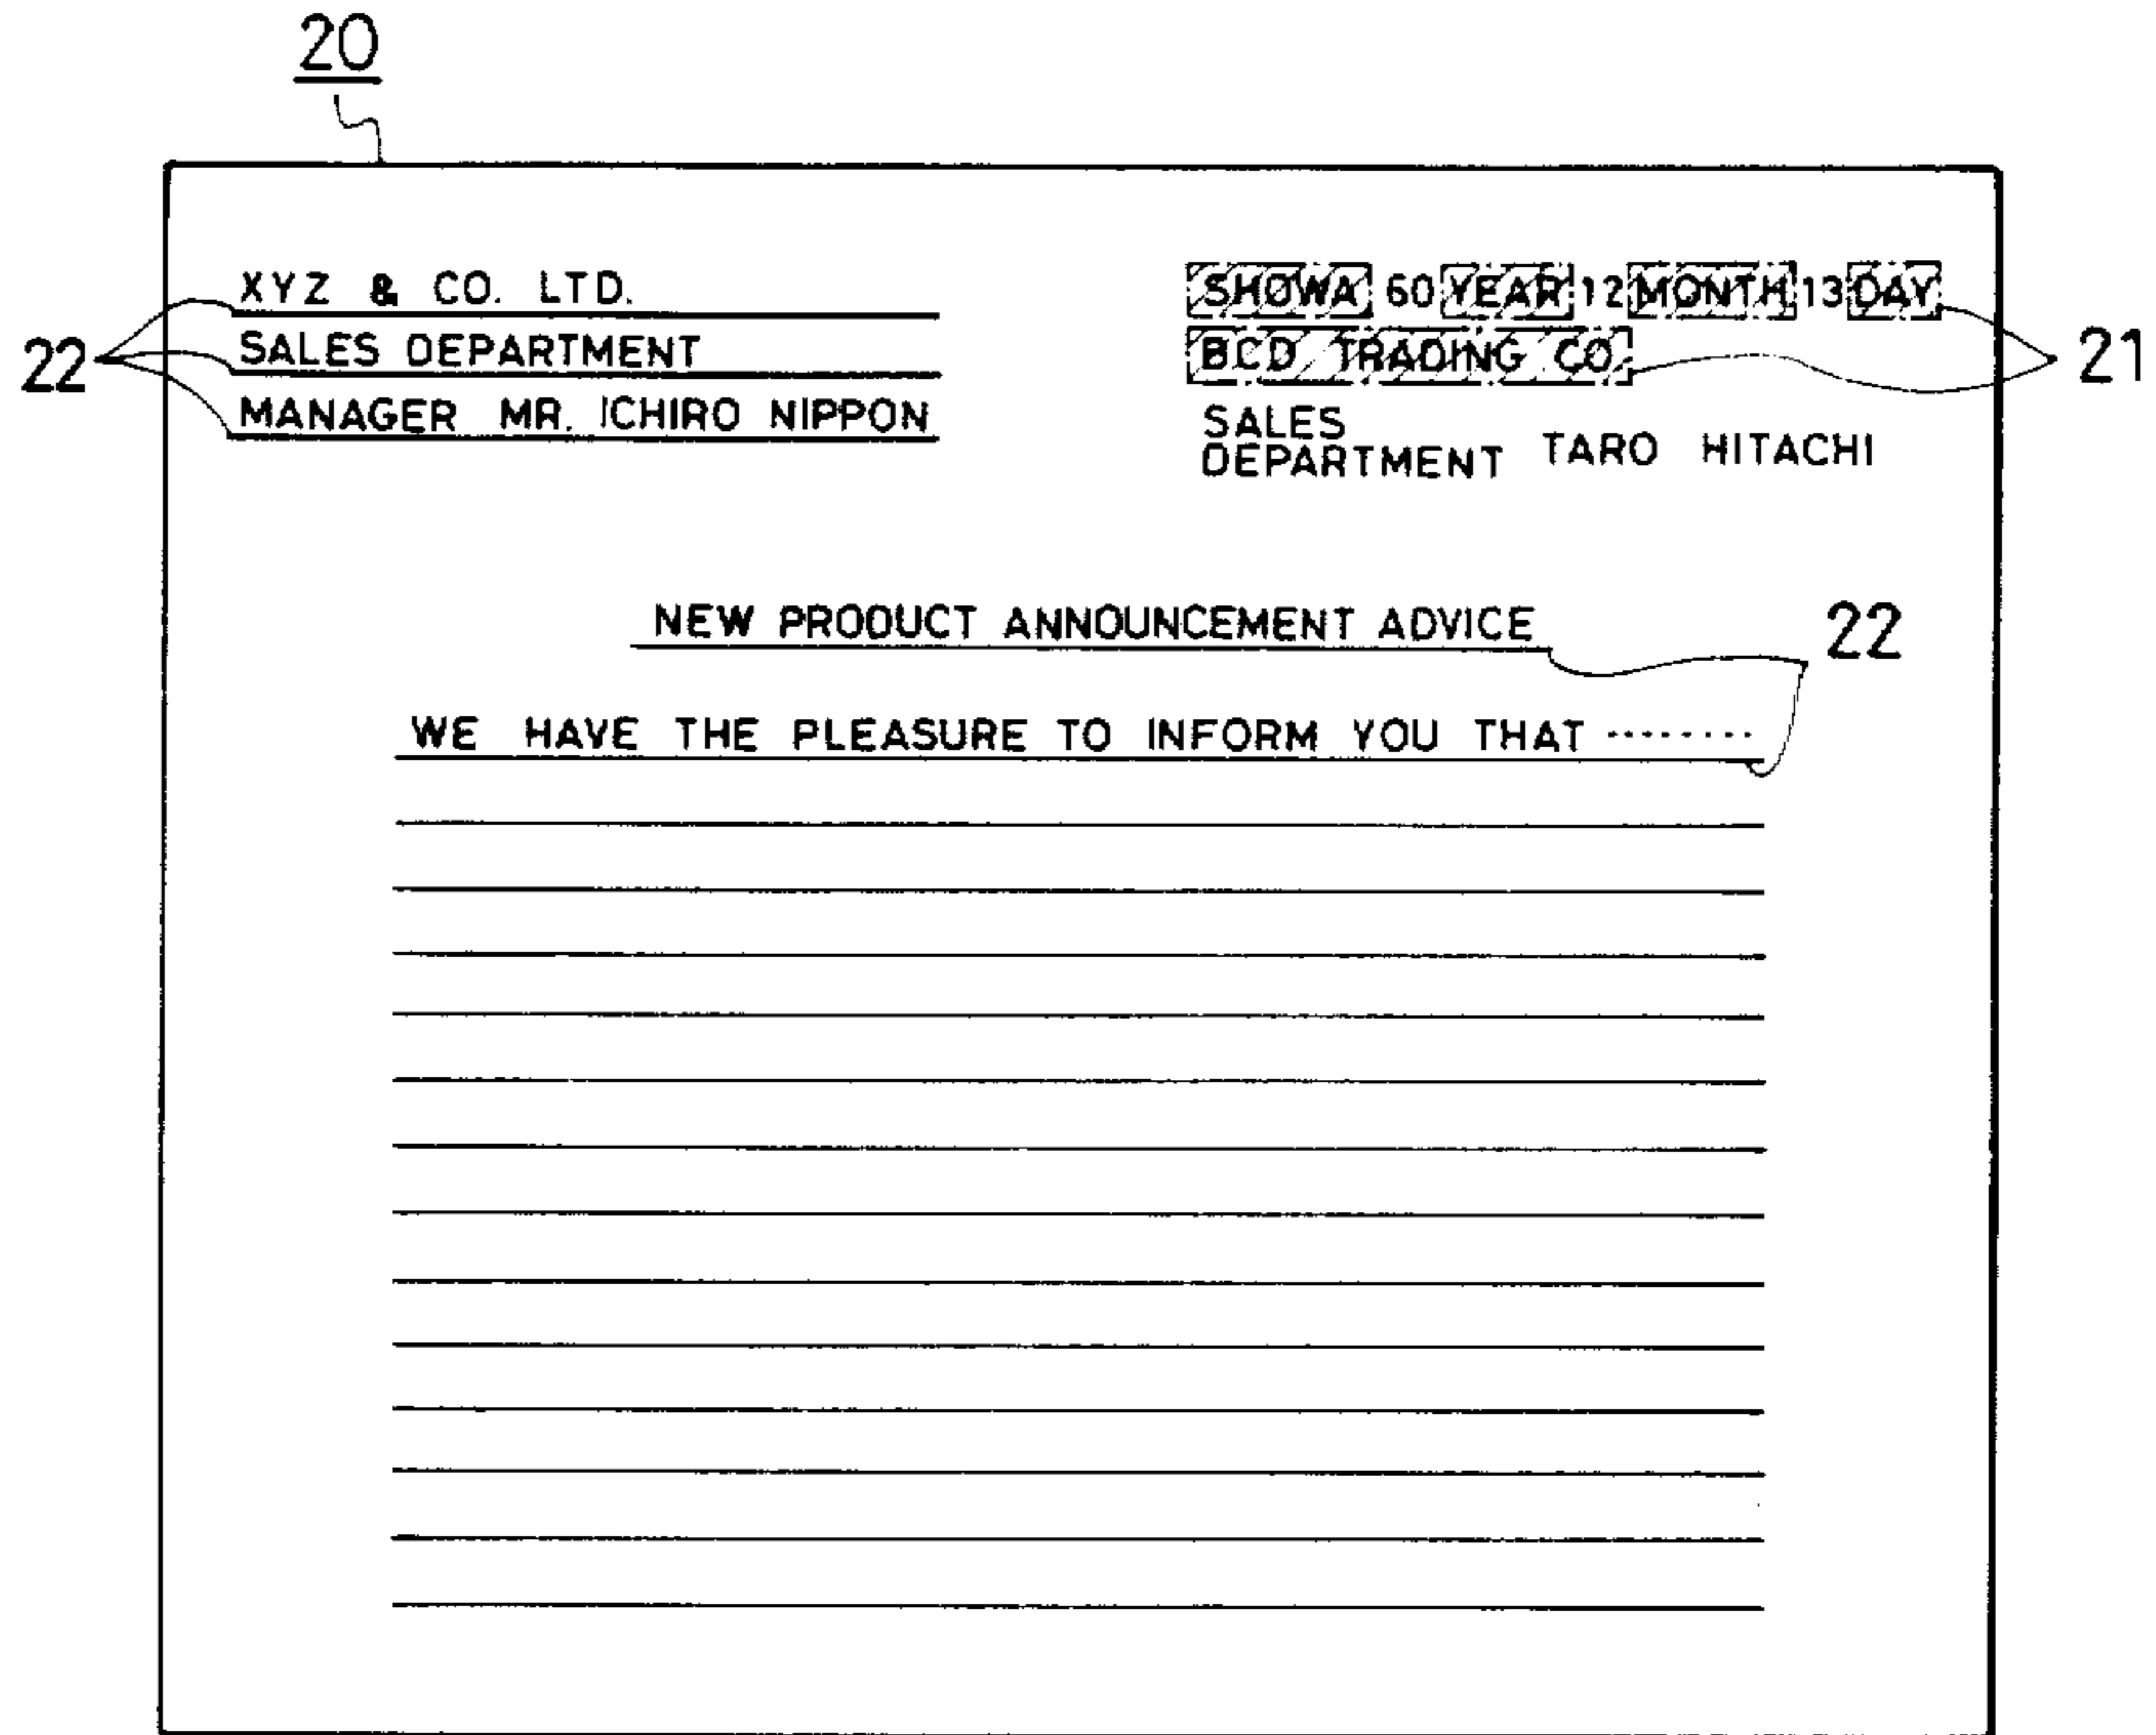 20
XYZ & CO. LTD.
SHOWA 60 YEAR 12 MONTH 13 DAY
22
SALES DEPARTMENT
BCD TRADING CO.
21
MANAGER MR. ICHIRO NIPPON
SALES
DEPARTMENT TARO HITACHI
NEW PRODUCT ANNOUNCEMENT ADVICE
22
WE HAVE THE PLEASURE TO INFORM YOU THAT ········